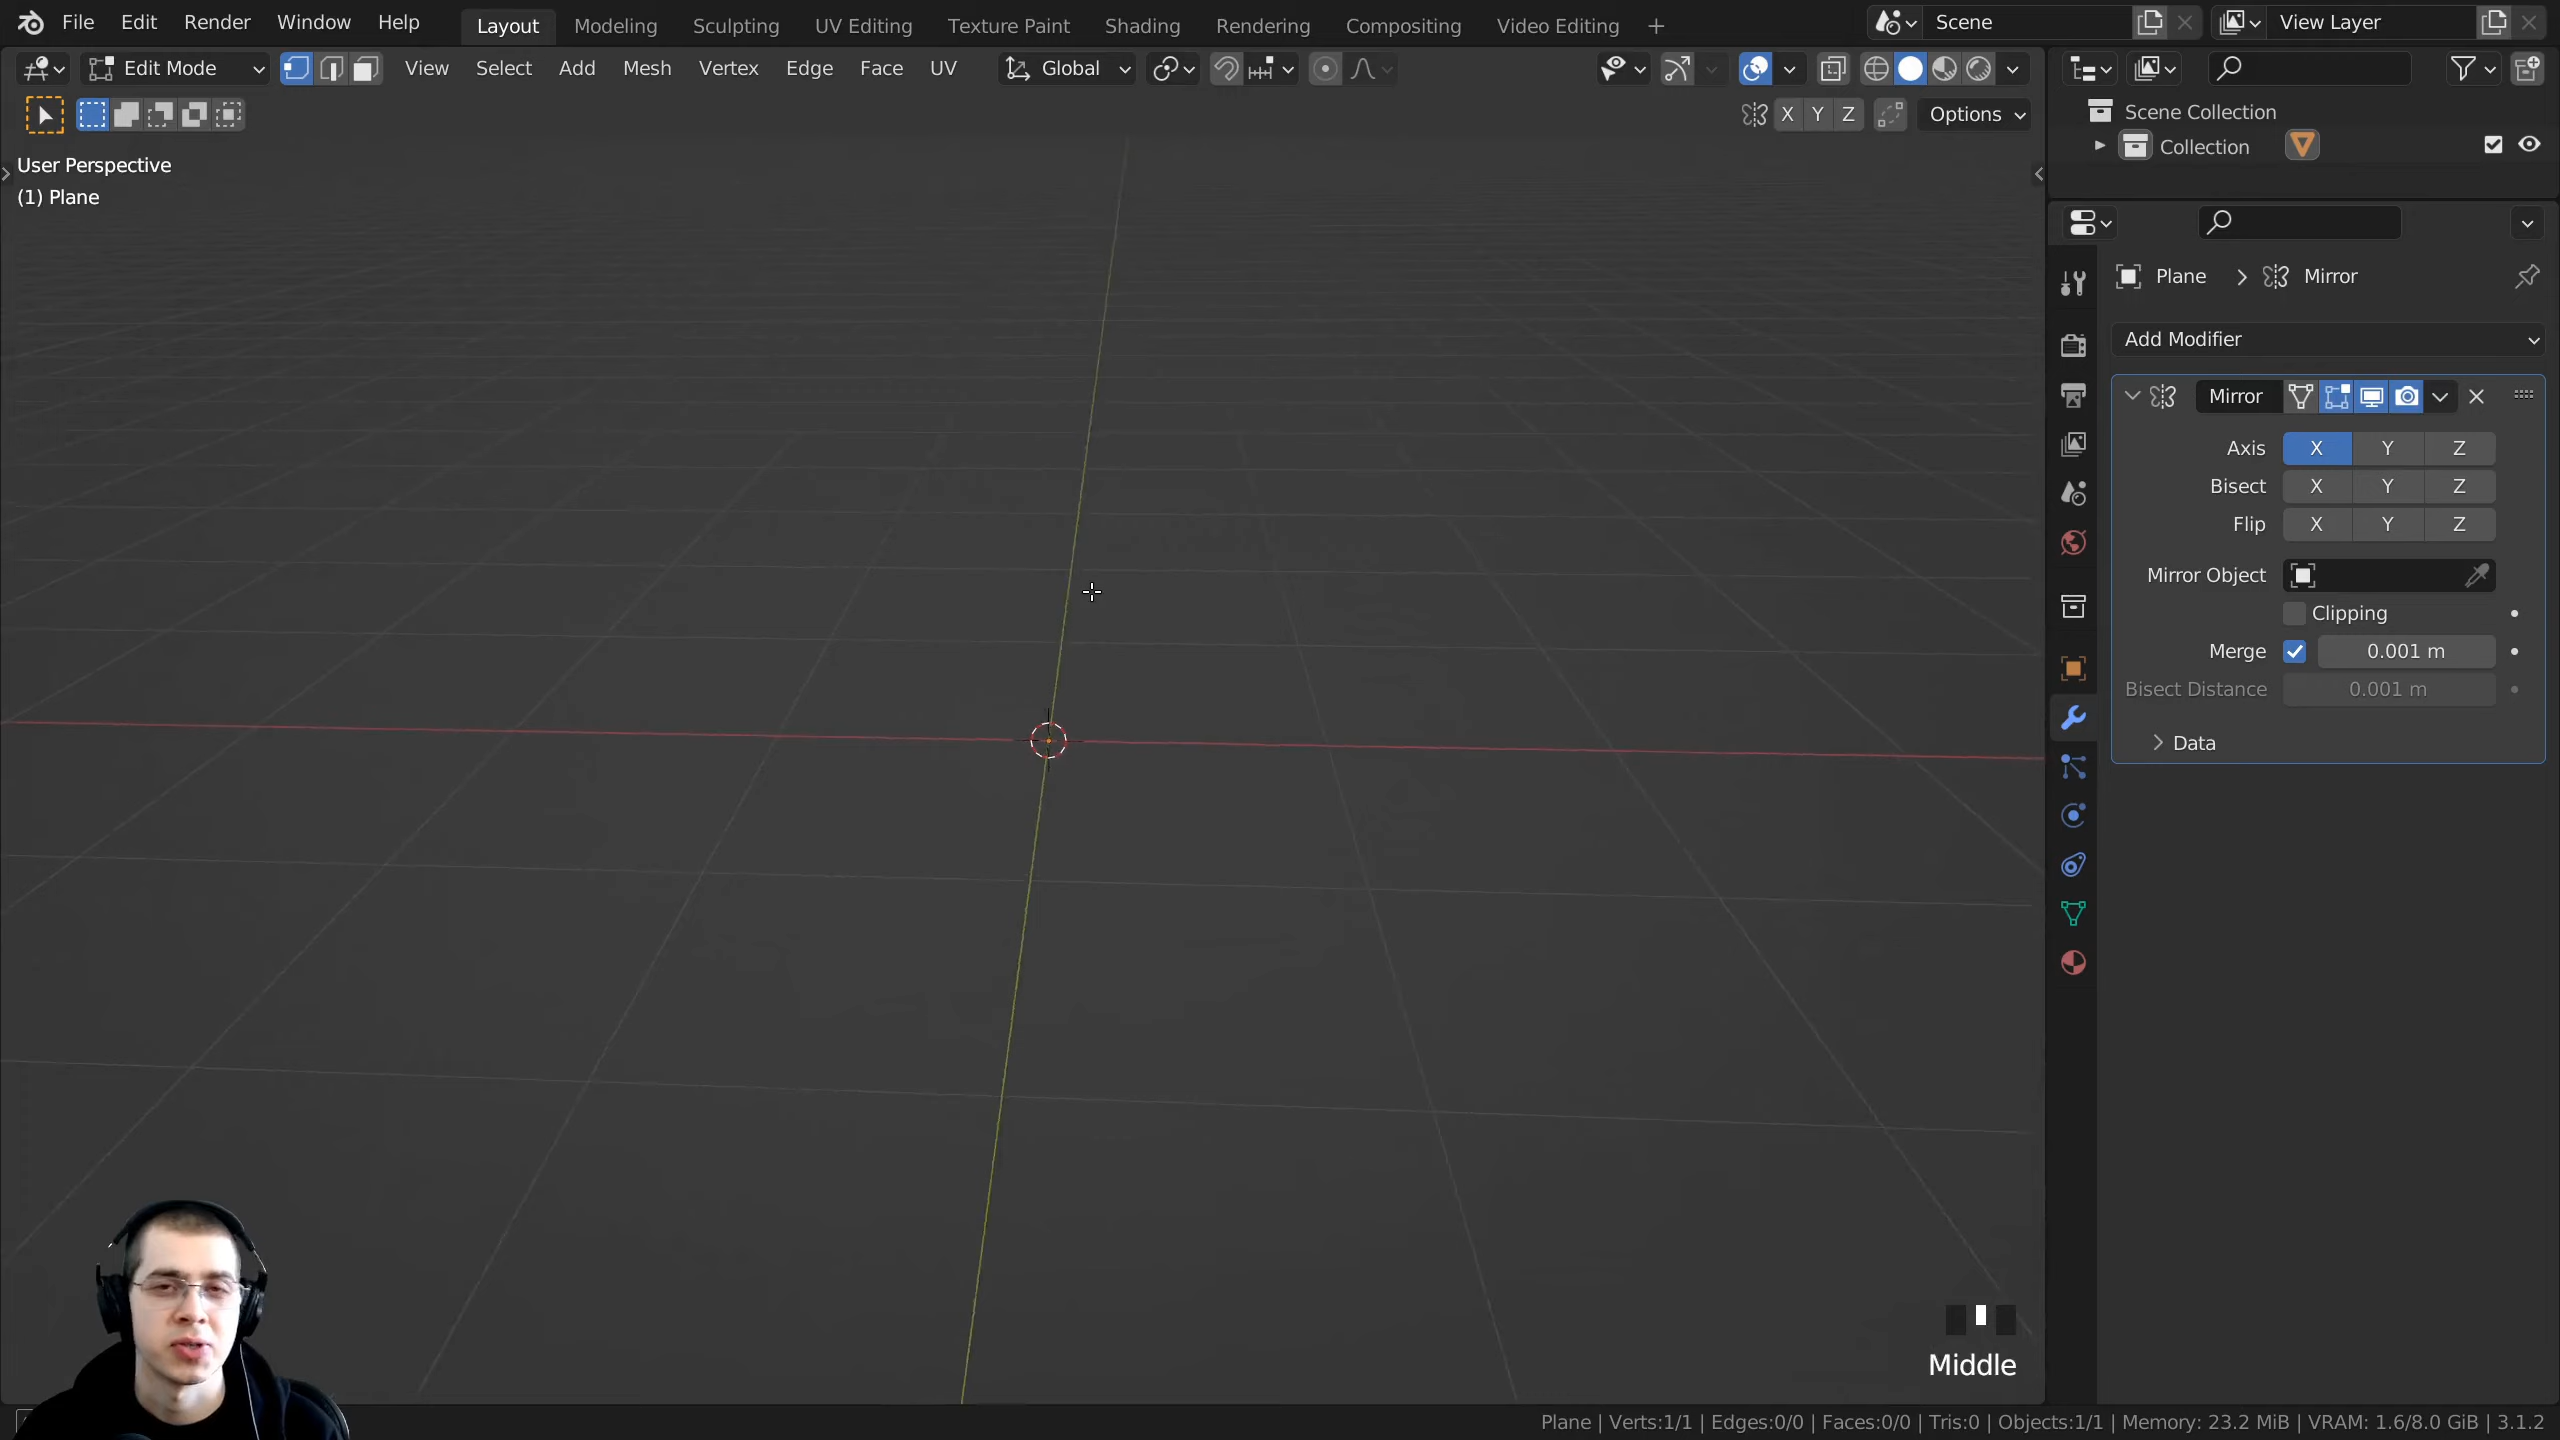 File Edit Render Window Help Layout Modeling Sculpting UV Editing Texture Paint Shading Rendering Compositing Video Editing + Scene View Layer
Edit Mode View Select Add Mesh Vertex Edge Face UV Global
X Y Z Options
User Perspective
(1) Plane
Scene Collection
Collection
Plane > Mirror
Add Modifier
Mirror
Axis X Y Z
Bisect X Y Z
Flip X Y Z
Mirror Object
Clipping
Merge 0.001 m
Bisect Distance 0.001 m
Data
Middle
Plane | Verts:1/1 | Edges:0/0 | Faces:0/0 | Tris:0 | Objects:1/1 | Memory: 23.2 MiB | VRAM: 1.6/8.0 GiB | 3.1.2